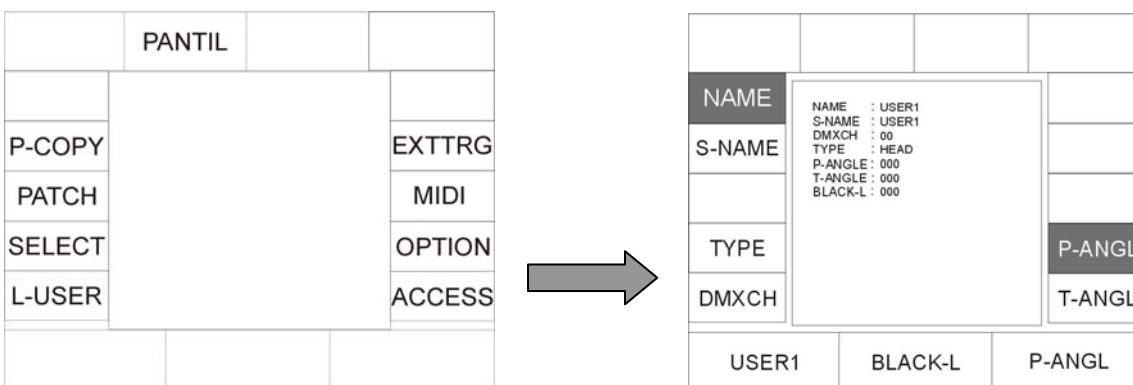 PANTIL
P-COPY
EXTTRG
PATCH
MIDI
SELECT
OPTION
L-USER
ACCESS
NAME
S-NAME
TYPE
DMXCH
NAME : USER1
S-NAME : USER1
DMXCH : 00
TYPE : HEAD
P-ANGLE : 000
T-ANGLE : 000
BLACK-L : 000
P-ANGL
T-ANGL
USER1
BLACK-L
P-ANGL